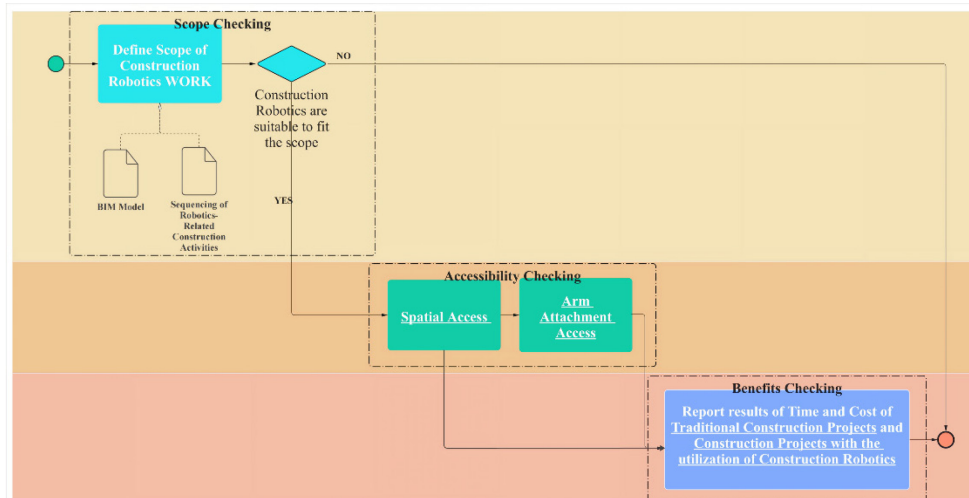 Scope Checking
Define Scope of
Construction
Robotics WORK
NO
Construction
Robotics are
suitable to fit
the scope
BIM Model
Sequencing of
Robotics-
Related
Construction
Activities
YES
Accessibility Checking
Spatial Access
Arm
Attachment
Access
Benefits Checking
Report results of Time and Cost of
Traditional Construction Projects and
Construction Projects with the
utilization of Construction Robotics